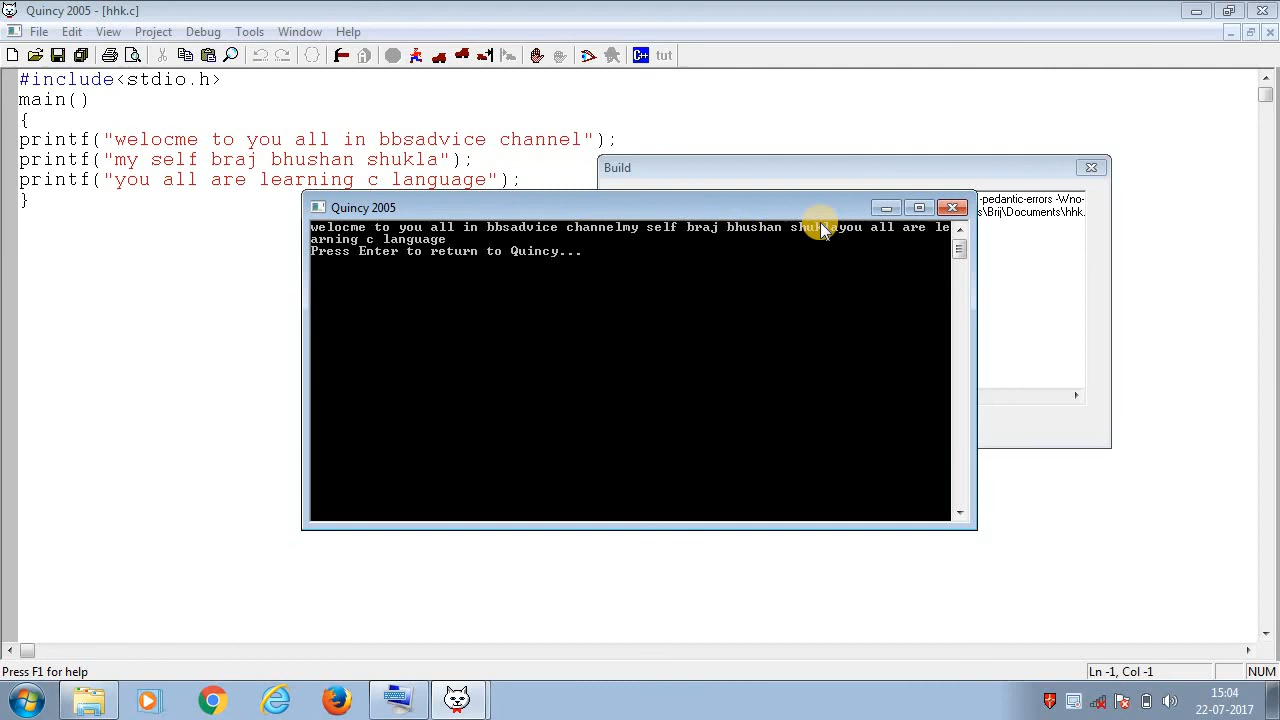 Quincy 2005 - [hhk.c]
File Edit View Project Debug Tools Window Help
C++ tut
#include<stdio.h>
main()
{
printf("welocme to you all in bbsadvice channel");
printf("my self braj bhushan shukla");
printf("you all are learning c language");
}
Build
-pedantic-errors -Wno-
s\Brij\Documents\hhk.
Quincy 2005
welocme to you all in bbsadvice channelmy self braj bhushan shuklayou all are le
arning c language
Press Enter to return to Quincy...
Press F1 for help
Ln -1, Col -1
NUM
15:04
22-07-2017